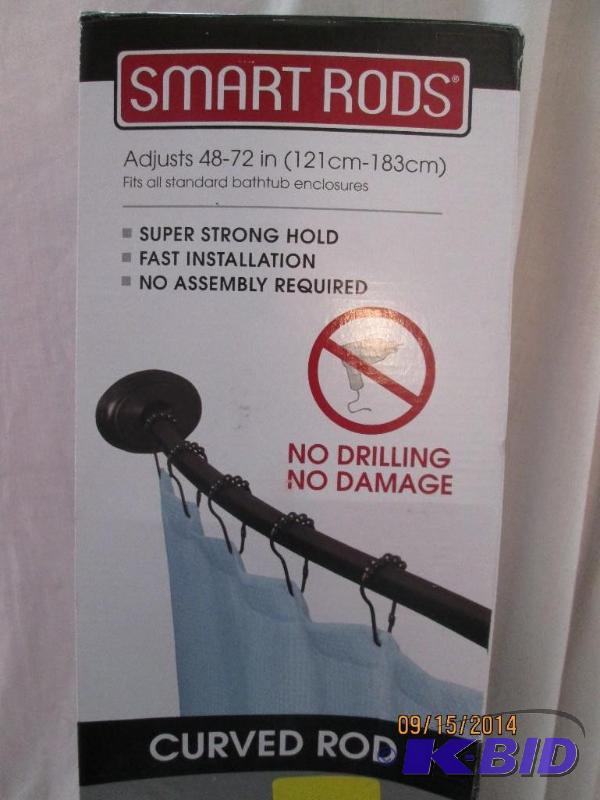 SMART RODS®
Adjusts 48-72 in (121cm-183cm)
Fits all standard bathtub enclosures
SUPER STRONG HOLD
FAST INSTALLATION
NO ASSEMBLY REQUIRED
NO DRILLING
NO DAMAGE
09/15/2014
CURVED ROD
K-BID